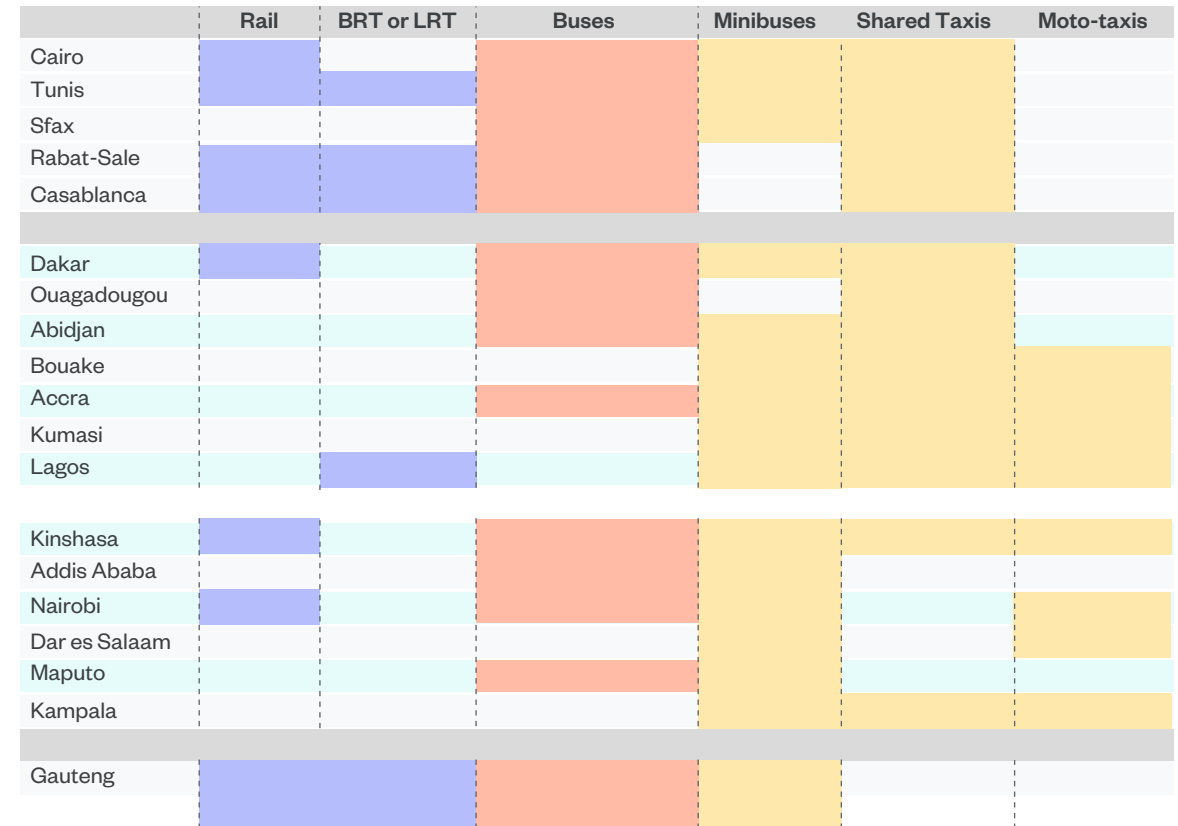 Rail BRT or LRT Buses Minibuses Shared Taxis Moto-taxis
Cairo
Tunis
Sfax
Rabat-Sale
Casablanca
Dakar
Ouagadougou
Abidjan
Bouake
Accra
Kumasi
Lagos
Kinshasa
Addis Ababa
Nairobi
Dar es Salaam
Maputo
Kampala
Gauteng